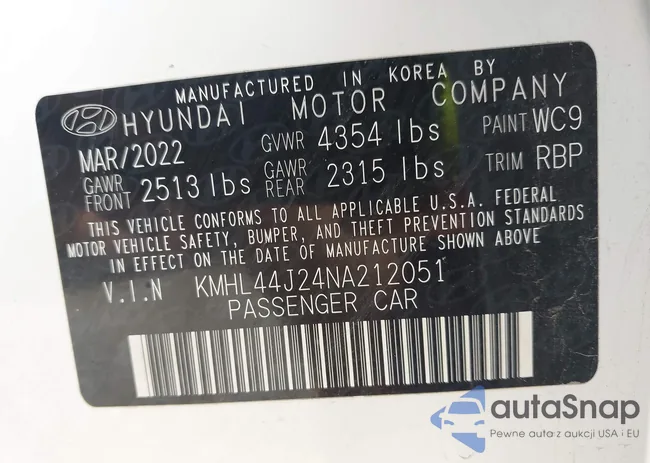 MANUFACTURED IN KOREA BY
HYUNDAI MOTOR COMPANY
MAR/2022 GVWR 4354 lbs PAINT WC9
GAWR FRONT 2513 lbs GAWR REAR 2315 lbs TRIM RBP
THIS VEHICLE CONFORMS TO ALL APPLICABLE U.S.A. FEDERAL
MOTOR VEHICLE SAFETY, BUMPER, AND THEFT PREVENTION STANDARDS
IN EFFECT ON THE DATE OF MANUFACTURE SHOWN ABOVE
V.I.N KMHL44J24NA212051
PASSENGER CAR
autaSnap
Pewne auta z aukcji USA i EU